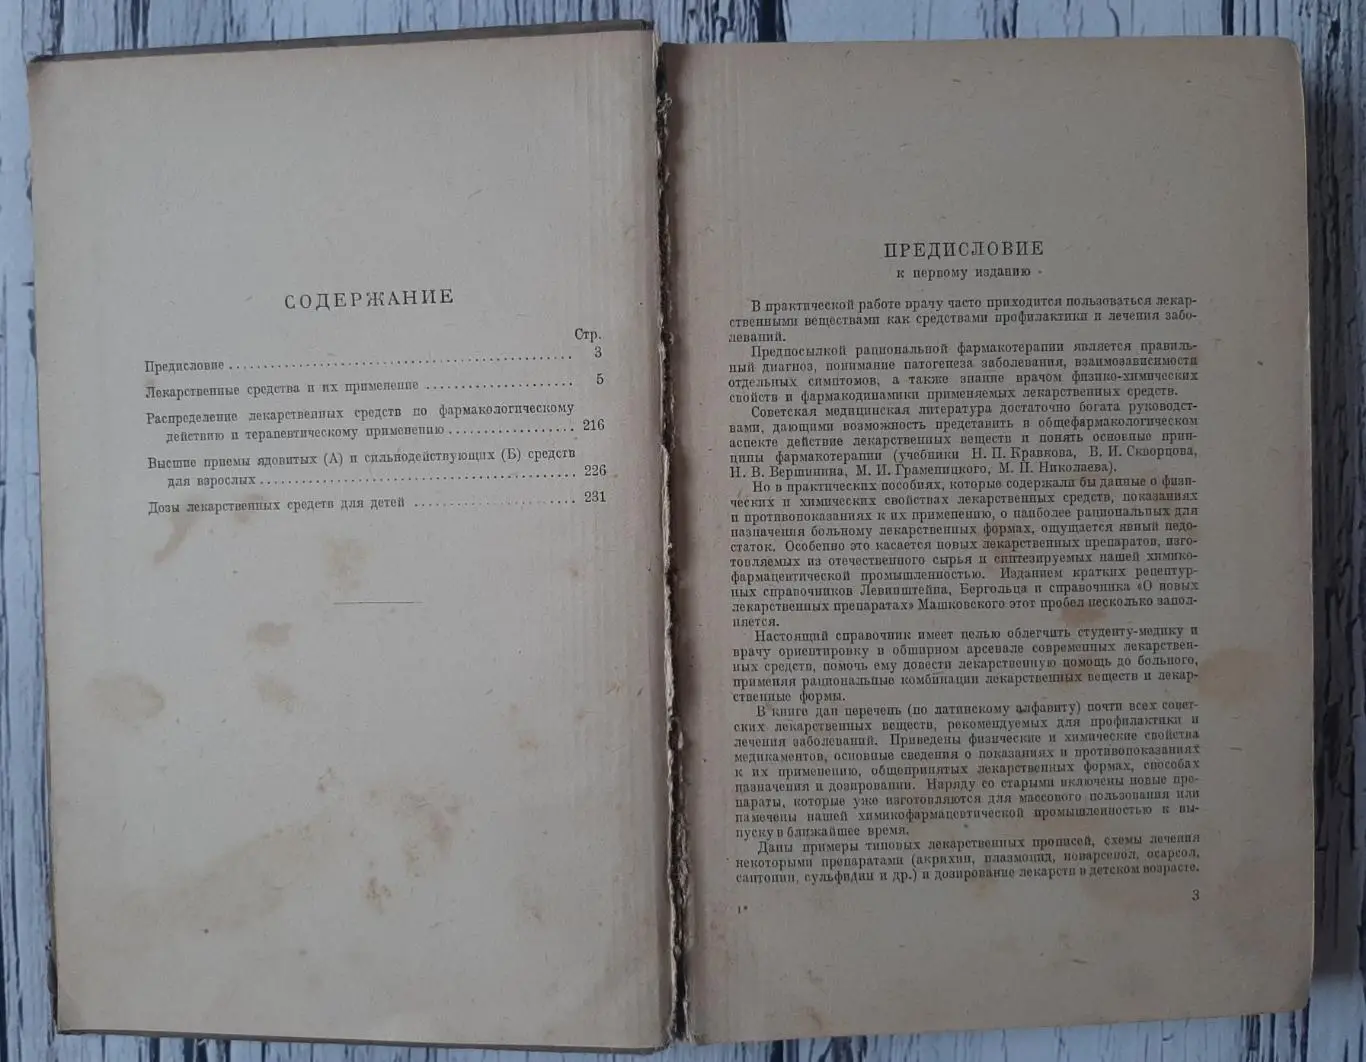 СОДЕРЖАНИЕ
Стр.
Предисловие 3
Лекарственные средства и их применение 5
Распределение лекарственных средств по фармакологическому
действию и терапевтическому применению 216
Высшие приемы ядовитых (А) и сильнодействующих (Б) средств
для взрослых 226
Дозы лекарственных средств для детей 231
ПРЕДИСЛОВИЕ
к первому изданию
В практической работе врачу часто приходится пользоваться лекар-
ственными веществами как средствами профилактики и лечения забо-
леваний.
Предпосылкой рациональной фармакотерапии является правиль-
ный диагноз, понимание патогенеза заболевания, взаимозависимости
отдельных симптомов, а также знание врачом физико-химических
свойств и фармакодинамики применяемых лекарственных средств.
Советская медицинская литература достаточно богата руководст-
вами, дающими возможность представить в общефармакологическом
аспекте действие лекарственных веществ и понять основные прин-
ципы фармакотерапии (учебники Н. П. Кравкова, В. И. Скворцова,
Н. В. Вершинина, М. И. Граменицкого, М. П. Николаева).
Но в практических пособиях, которые содержали бы данные о физи-
ческих и химических свойствах лекарственных средств, показаниях
и противопоказаниях к их применению, о наиболее рациональных для
назначения больному лекарственных формах, ощущается явный недо-
статок. Особенно это касается новых лекарственных препаратов, изго-
товляемых из отечественного сырья и синтезируемых нашей химико-
фармацевтической промышленностью. Изданием кратких рецептур-
ных справочников Левинштейна, Бергольца и справочника «О новых
лекарственных препаратах» Машковского этот пробел несколько запол-
няется.
Настоящий справочник имеет целью облегчить студенту-медику и
врачу ориентировку в обширном арсенале современных лекарствен-
ных средств, помочь ему довести лекарственную помощь до больного,
применяя рациональные комбинации лекарственных веществ и лекар-
ственные формы.
В книге дан перечень (по латинскому алфавиту) почти всех совет-
ских лекарственных веществ, рекомендуемых для профилактики и
лечения заболеваний. Приведены физические и химические свойства
медикаментов, основные сведения о показаниях и противопоказаниях
к их применению, общепринятых лекарственных формах, способах
назначения и дозировании. Наряду со старыми включены новые пре-
параты, которые уже изготовляются для массового пользования или
намечены нашей химикофармацевтической промышленностью к вы-
пуску в ближайшее время.
Даны примеры типовых лекарственных прописей, схемы лечения
некоторыми препаратами (акрихин, плазмоцид, новарсенол, осарсол,
сантонин, сульфидин и др.) и дозирование лекарств в детском возрасте.
1*
3